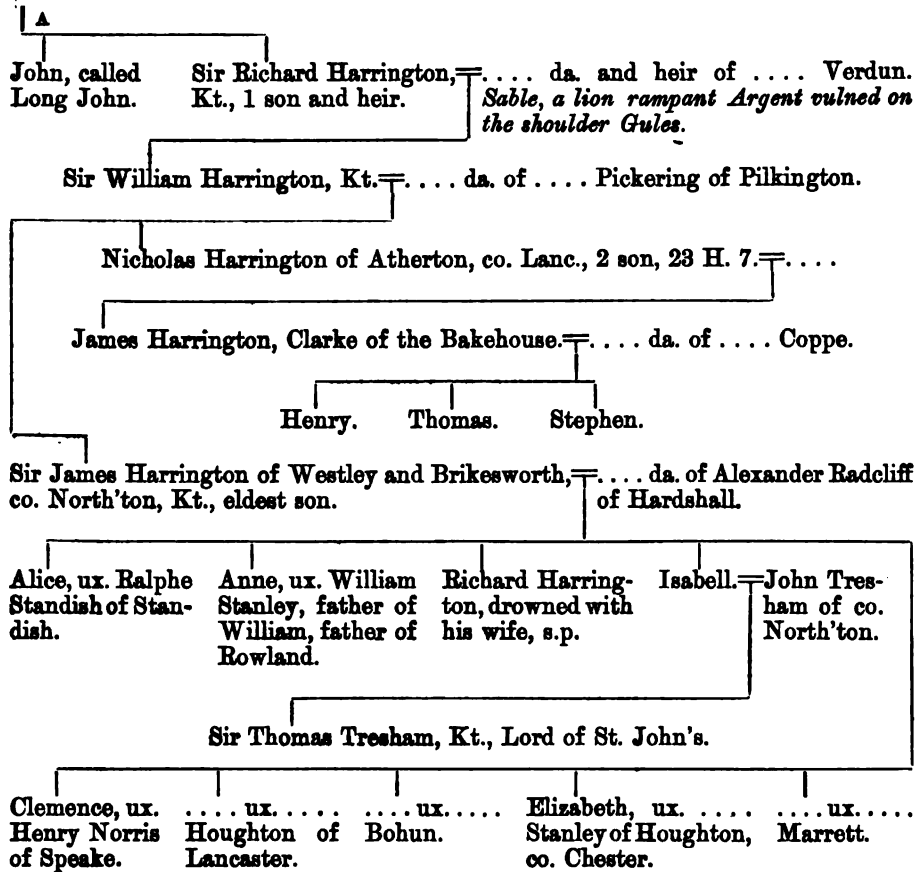 A
John, called Sir Richard Harrington, .... da. and heir of .... Verdun.
Long John. Kt., 1 son and heir. Sable, a lion rampant Argent vulned on
the shoulder Gules.
Sir William Harrington, Kt. .... da. of .... Pickering of Pilkington.
Nicholas Harrington of Atherton, co. Lanc., 2 son, 23 H. 7. ....
James Harrington, Clarke of the Bakehouse. .... da. of .... Coppe.
Henry. Thomas. Stephen.
Sir James Harrington of Westley and Brikesworth, .... da. of Alexander Radcliff
co. North'ton, Kt., eldest son. of Hardshall.
Alice, ux. Ralphe Anne, ux. William Richard Harring- Isabell. John Tres-
Standish of Stan- Stanley, father of ton, drowned with ham of co.
dish. William, father of his wife, s.p. North'ton.
Rowland.
Sir Thomas Tresham, Kt., Lord of St. John's.
Clemence, ux. .... ux. .... .... ux. .... Elizabeth, ux. .... .... ux. ....
Henry Norris Houghton of Bohun. Stanley of Houghton, Marrett.
of Speake. Lancaster. co. Chester.